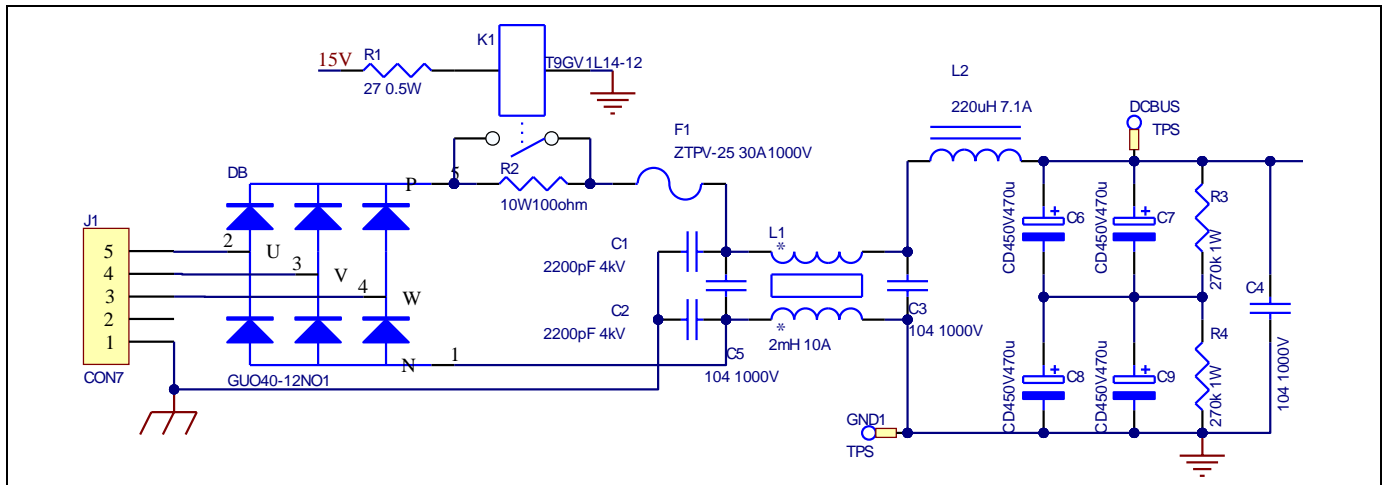 K1
15V
R1
T9GV1L14-12
27 0.5W
L2
220uH 7.1A
DCBUS
TPS
F1
ZTPV-25 30A1000V
DB
P
5
R2
10W100ohm
J1
5
4
3
2
1
CON7
2
U
3
V
4
W
N
1
GUO40-12NO1
C1
2200pF 4kV
C2
2200pF 4kV
L1
*
*
2mH 10A
C5
104 1000V
C3
104 1000V
CD450V470u
+
C6
CD450V470u
+
C7
R3
270k 1W
C4
104 1000V
CD450V470u
+
C8
CD450V470u
+
C9
R4
270k 1W
GND1
TPS